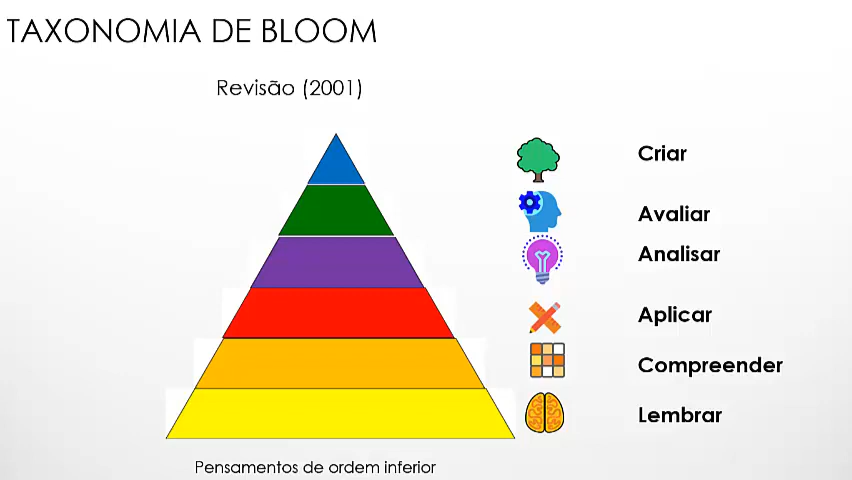 TAXONOMIA DE BLOOM
Revisão (2001)
Criar
Avaliar
Analisar
Aplicar
Compreender
Lembrar
Pensamentos de ordem inferior